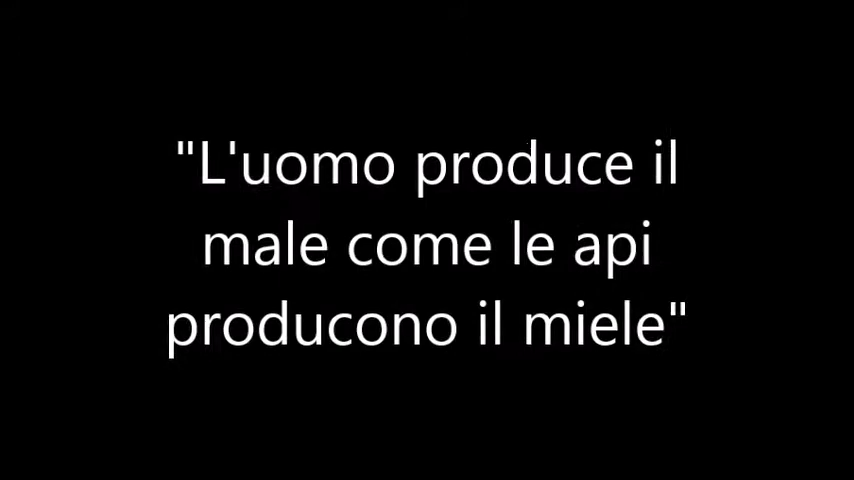 "L'uomo produce il
male come le api
producono il miele"